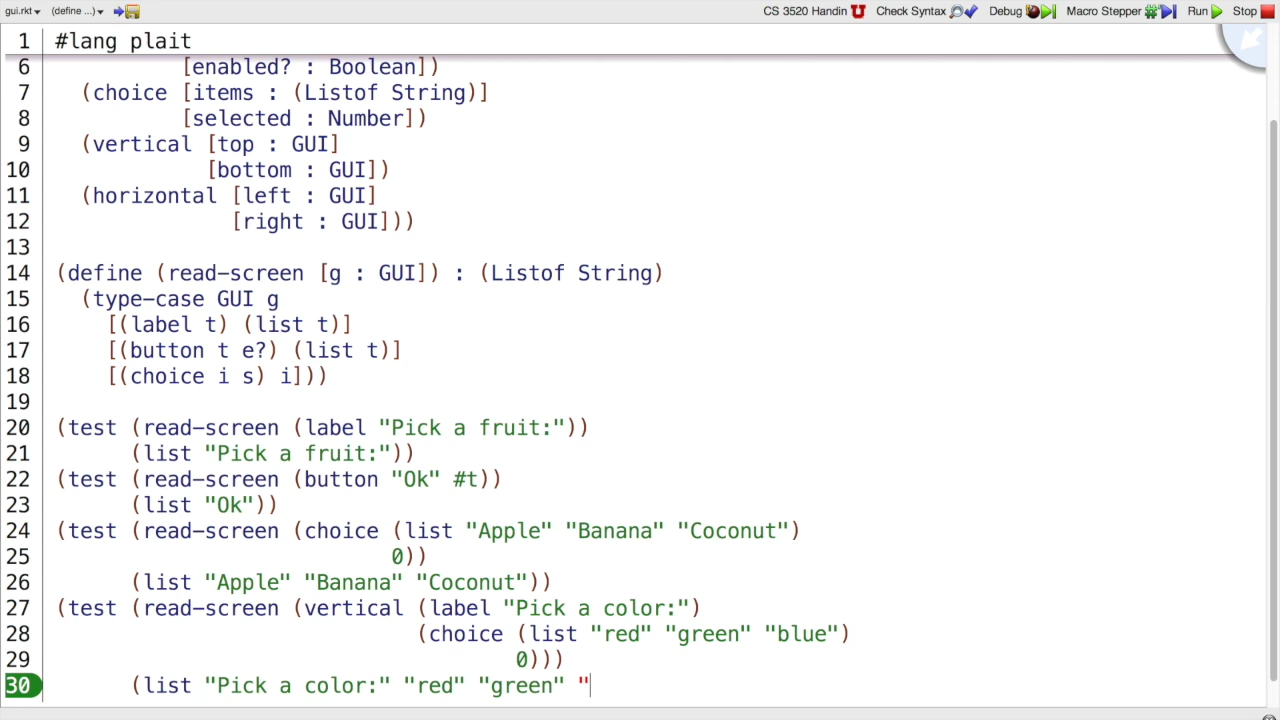 gui.rkt (define ...) CS 3520 Handin Check Syntax Debug Macro Stepper Run Stop
1 #lang plait
6 [enabled? : Boolean])
7 (choice [items : (Listof String)]
8 [selected : Number])
9 (vertical [top : GUI]
10 [bottom : GUI])
11 (horizontal [left : GUI]
12 [right : GUI]))
13
14 (define (read-screen [g : GUI]) : (Listof String)
15 (type-case GUI g
16 [(label t) (list t)]
17 [(button t e?) (list t)]
18 [(choice i s) i]))
19
20 (test (read-screen (label "Pick a fruit:"))
21 (list "Pick a fruit:"))
22 (test (read-screen (button "Ok" #t))
23 (list "Ok"))
24 (test (read-screen (choice (list "Apple" "Banana" "Coconut")
25 0))
26 (list "Apple" "Banana" "Coconut"))
27 (test (read-screen (vertical (label "Pick a color:")
28 (choice (list "red" "green" "blue")
29 0)))
30 (list "Pick a color:" "red" "green" "